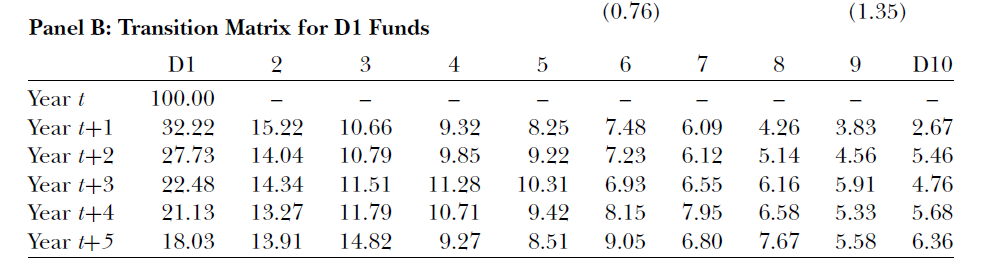 (0.76) (1.35)
Panel B: Transition Matrix for D1 Funds
D1 2 3 4 5 6 7 8 9 D10
Year t 100.00 – – – – – – – – –
Year t+1 32.22 15.22 10.66 9.32 8.25 7.48 6.09 4.26 3.83 2.67
Year t+2 27.73 14.04 10.79 9.85 9.22 7.23 6.12 5.14 4.56 5.46
Year t+3 22.48 14.34 11.51 11.28 10.31 6.93 6.55 6.16 5.91 4.76
Year t+4 21.13 13.27 11.79 10.71 9.42 8.15 7.95 6.58 5.33 5.68
Year t+5 18.03 13.91 14.82 9.27 8.51 9.05 6.80 7.67 5.58 6.36